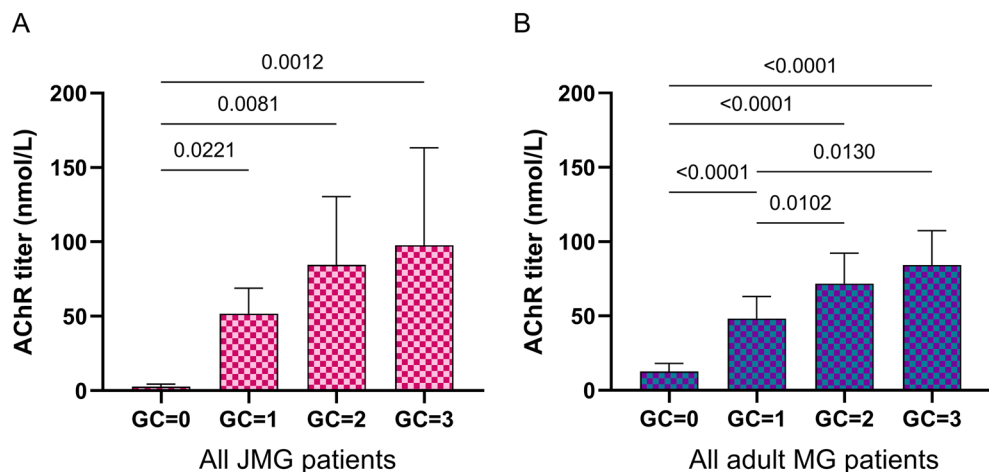 A
0.0012
0.0081
0.0221
AChR titer (nmol/L)
200
150
100
50
0
GC=0 GC=1 GC=2 GC=3
All JMG patients
B
<0.0001
<0.0001
0.0130
<0.0001
0.0102
AChR titer (nmol/L)
200
150
100
50
0
GC=0 GC=1 GC=2 GC=3
All adult MG patients